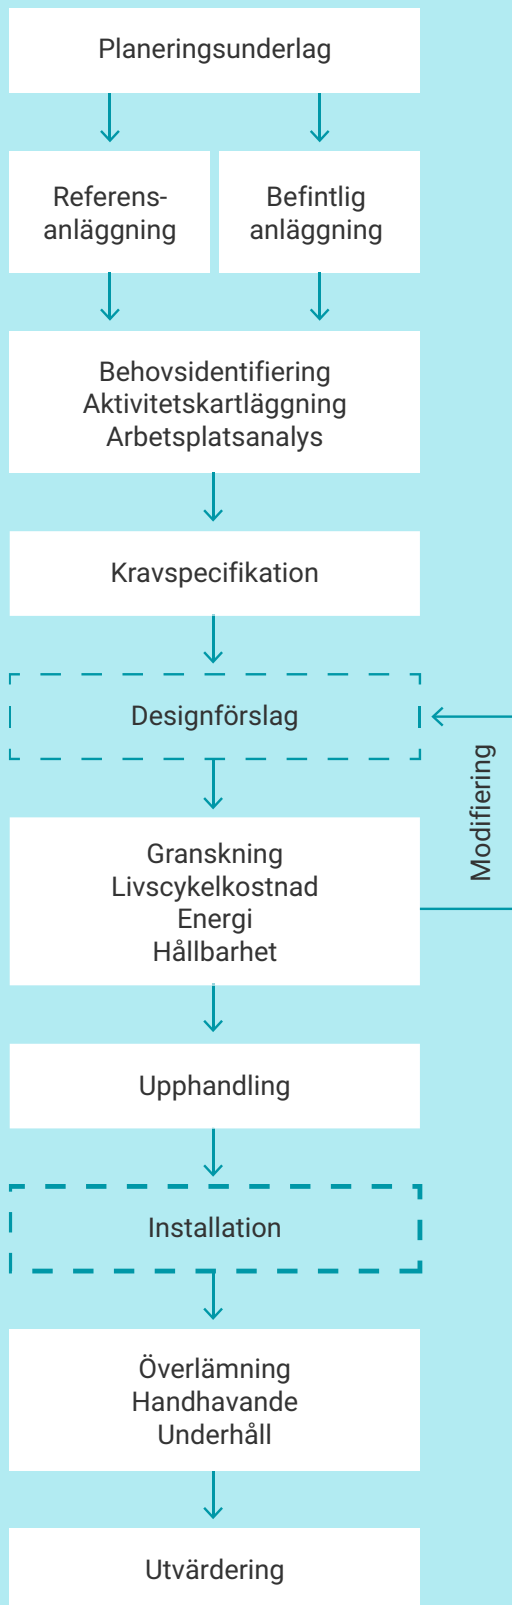 Planeringsunderlag
Referens-
anläggning
Befintlig
anläggning
Behovsidentifiering
Aktivitetskartläggning
Arbetsplatsanalys
Kravspecifikation
Designförslag
Modifiering
Granskning
Livscykelkostnad
Energi
Hållbarhet
Upphandling
Installation
Överlämning
Handhavande
Underhåll
Utvärdering